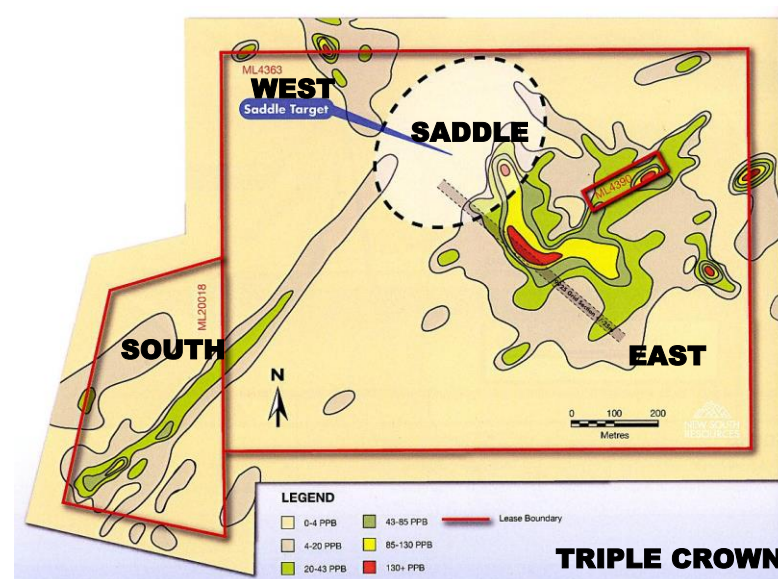 ML4363
WEST
Saddle Target
SADDLE
ML4390
ML20018
SOUTH
EAST
N
0 100 200
Metres
NEW SOUTH
RESOURCES
LEGEND
0-4 PPB
43-85 PPB
Lease Boundary
4-20 PPB
85-130 PPB
20-43 PPB
130+ PPB
TRIPLE CROWN